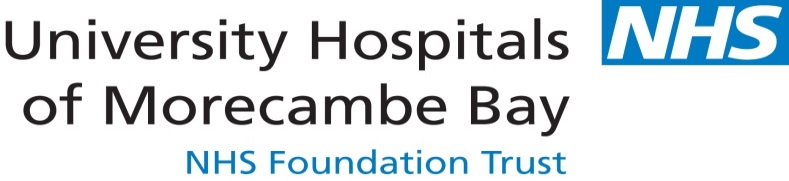 University Hospitals NHS
of Morecambe Bay
NHS Foundation Trust